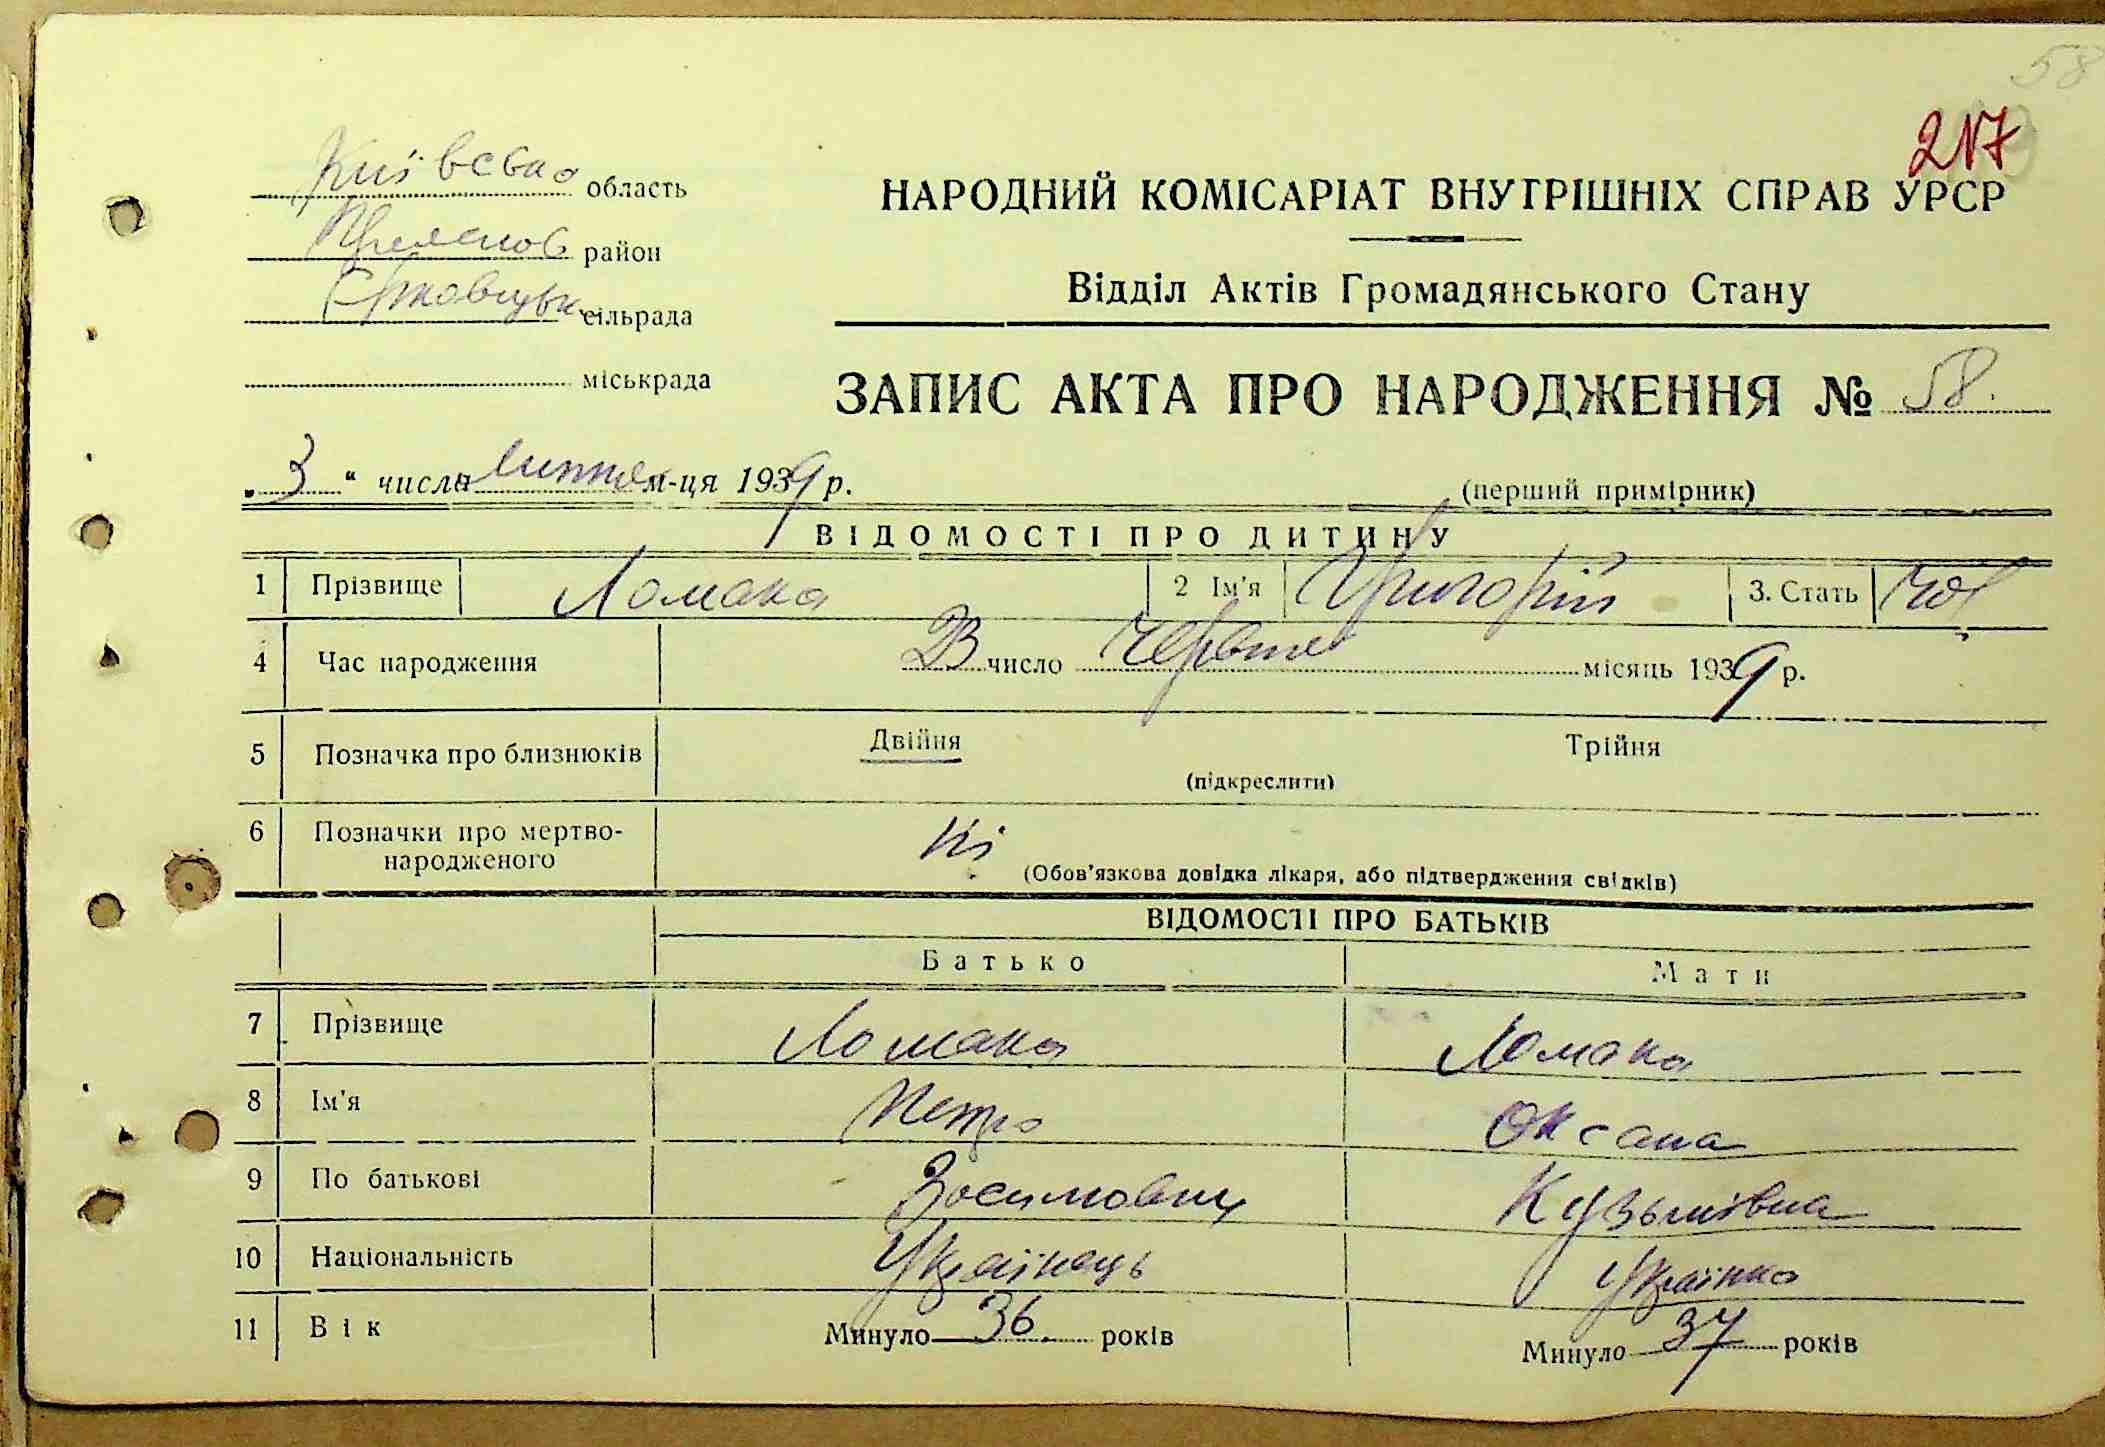 58
217
Київська область
район
сільрада
міськрада
НАРОДНИЙ КОМІСАРІАТ ВНУТРІШНІХ СПРАВ УРСР
Відділ Актів Громадянського Стану
ЗАПИС АКТА ПРО НАРОДЖЕННЯ № 58.
„3“ числа липня м-ця 1939 р.
(перший примірник)
ВІДОМОСТІ ПРО ДИТИНУ
1 Прізвище Ломака 2 Ім'я Григорій 3. Стать чол
4 Час народження число червня місяць 1939 р.
5 Позначка про близнюків Двійня Трійня
(підкреслити)
6 Позначки про мертво-
народженого ні
(Обов'язкова довідка лікаря, або підтвердження свідків)
ВІДОМОСТІ ПРО БАТЬКІВ
Батько Мати
7 Прізвище Ломака Ломака
8 Ім'я Петро Оксана
9 По батькові Зосимович Кузьмівна
10 Національність Українець Українка
11 Вік Минуло 36. років Минуло 37 років